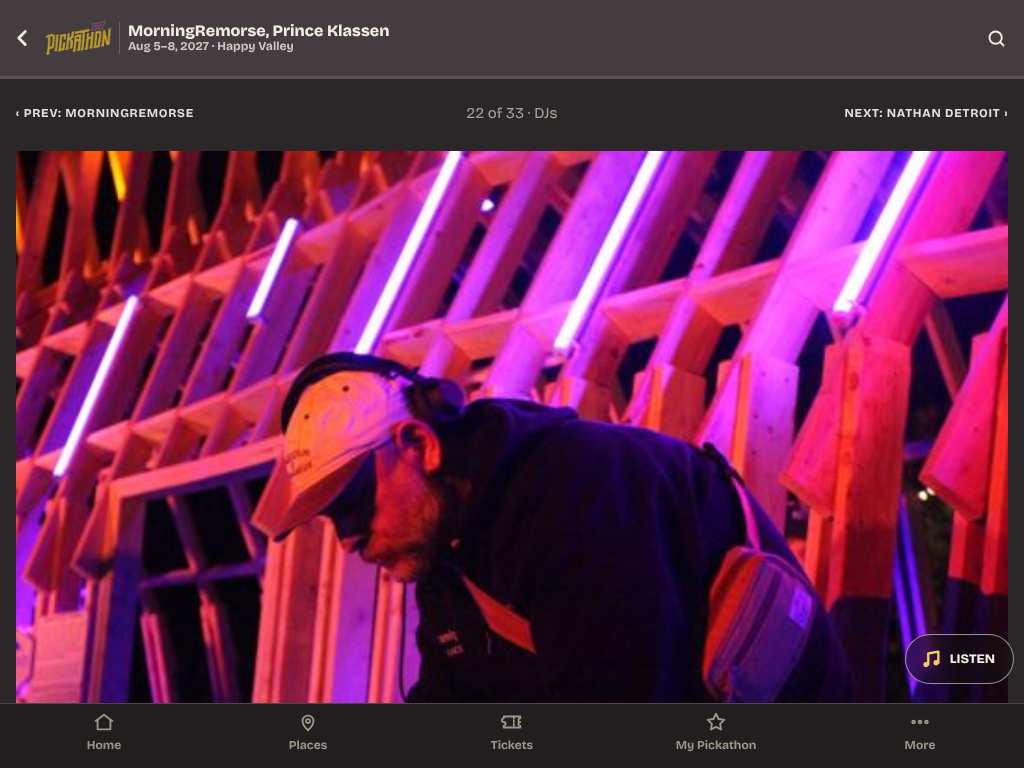 PICKATHON
MorningRemorse, Prince Klassen
Aug 5–8, 2027 · Happy Valley
‹ PREV: MORNINGREMORSE
22 of 33 · DJs
NEXT: NATHAN DETROIT ›
LISTEN
Home
Places
Tickets
My Pickathon
More